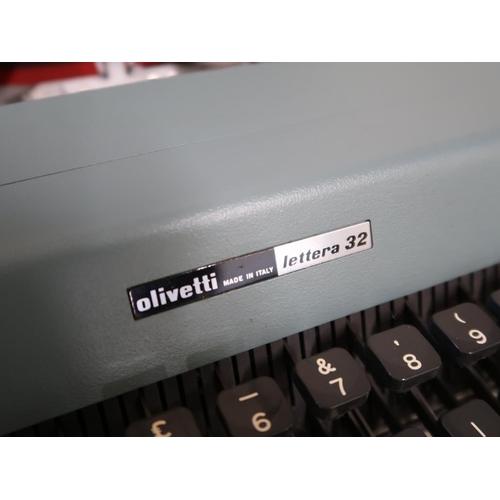 olivetti MADE IN ITALY lettera 32
£ _ & ' (
6 7 8 9